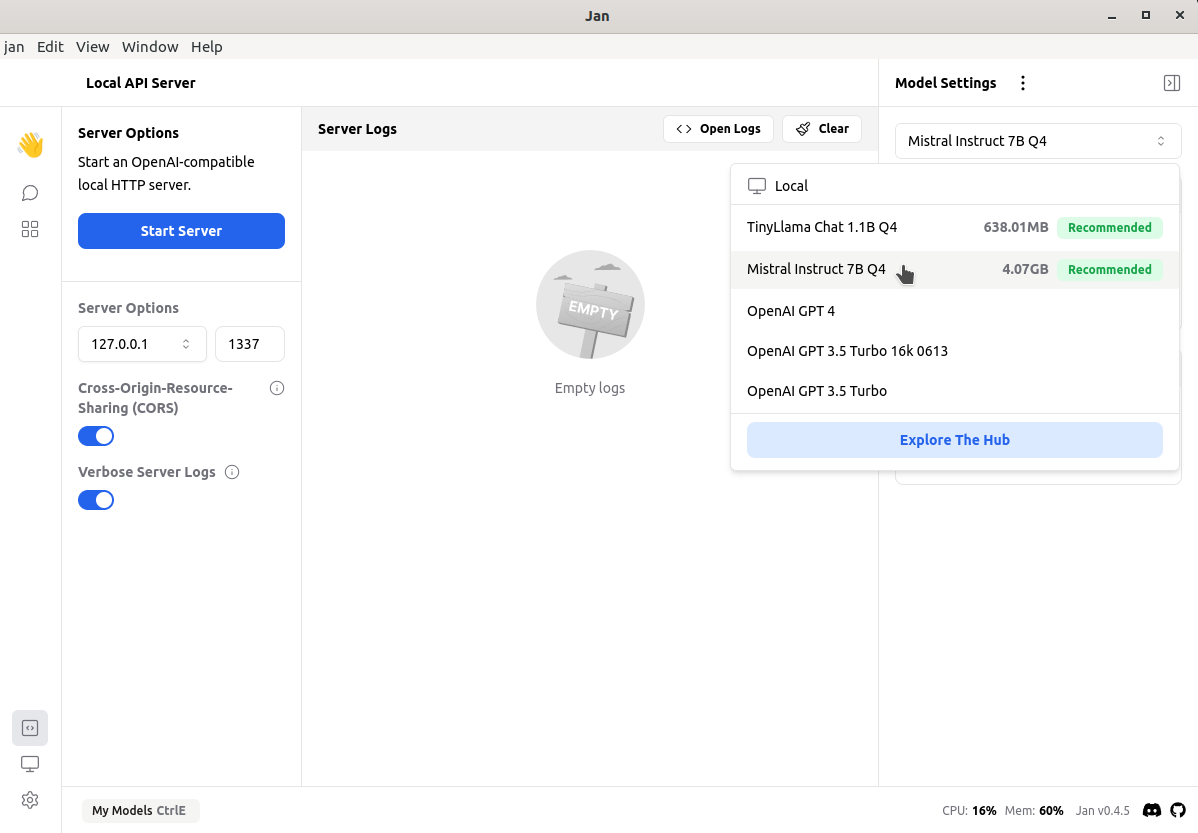 Jan
jan Edit View Window Help
Local API Server
Model Settings
Server Options
Start an OpenAI-compatible
local HTTP server.
Start Server
Server Options
127.0.0.1 1337
Cross-Origin-Resource-
Sharing (CORS)
Verbose Server Logs
Server Logs
Open Logs Clear
EMPTY
Empty logs
Mistral Instruct 7B Q4
Local
TinyLlama Chat 1.1B Q4 638.01MB Recommended
Mistral Instruct 7B Q4 4.07GB Recommended
OpenAI GPT 4
OpenAI GPT 3.5 Turbo 16k 0613
OpenAI GPT 3.5 Turbo
Explore The Hub
My Models CtrlE
CPU: 16% Mem: 60% Jan v0.4.5